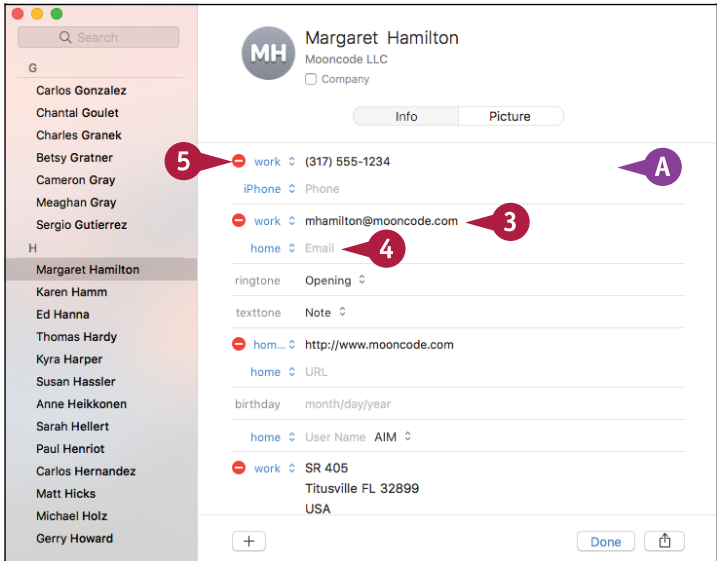 Search
G
Carlos Gonzalez
Chantal Goulet
Charles Granek
Betsy Gratner
Cameron Gray
Meaghan Gray
Sergio Gutierrez
H
Margaret Hamilton
Karen Hamm
Ed Hanna
Thomas Hardy
Kyra Harper
Susan Hassler
Anne Heikkonen
Sarah Hellert
Paul Henriot
Carlos Hernandez
Matt Hicks
Michael Holz
Gerry Howard
MH
Margaret Hamilton
Mooncode LLC
Company
Info Picture
5 work (317) 555-1234 A
iPhone Phone
work mhamilton@mooncode.com 3
home Email 4
ringtone Opening
texttone Note
hom... http://www.mooncode.com
home URL
birthday month/day/year
home User Name AIM
work SR 405
Titusville FL 32899
USA
+ Done